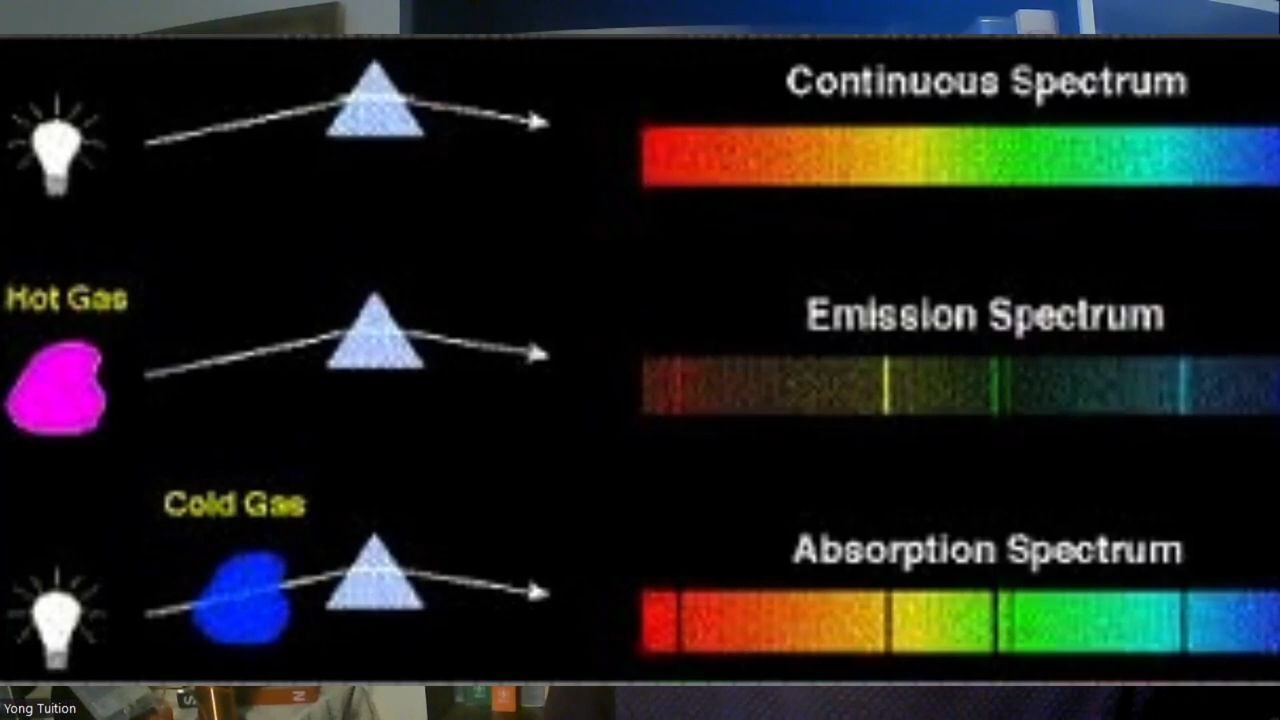 Continuous Spectrum
Hot Gas
Emission Spectrum
Cold Gas
Absorption Spectrum
Yong Tuition